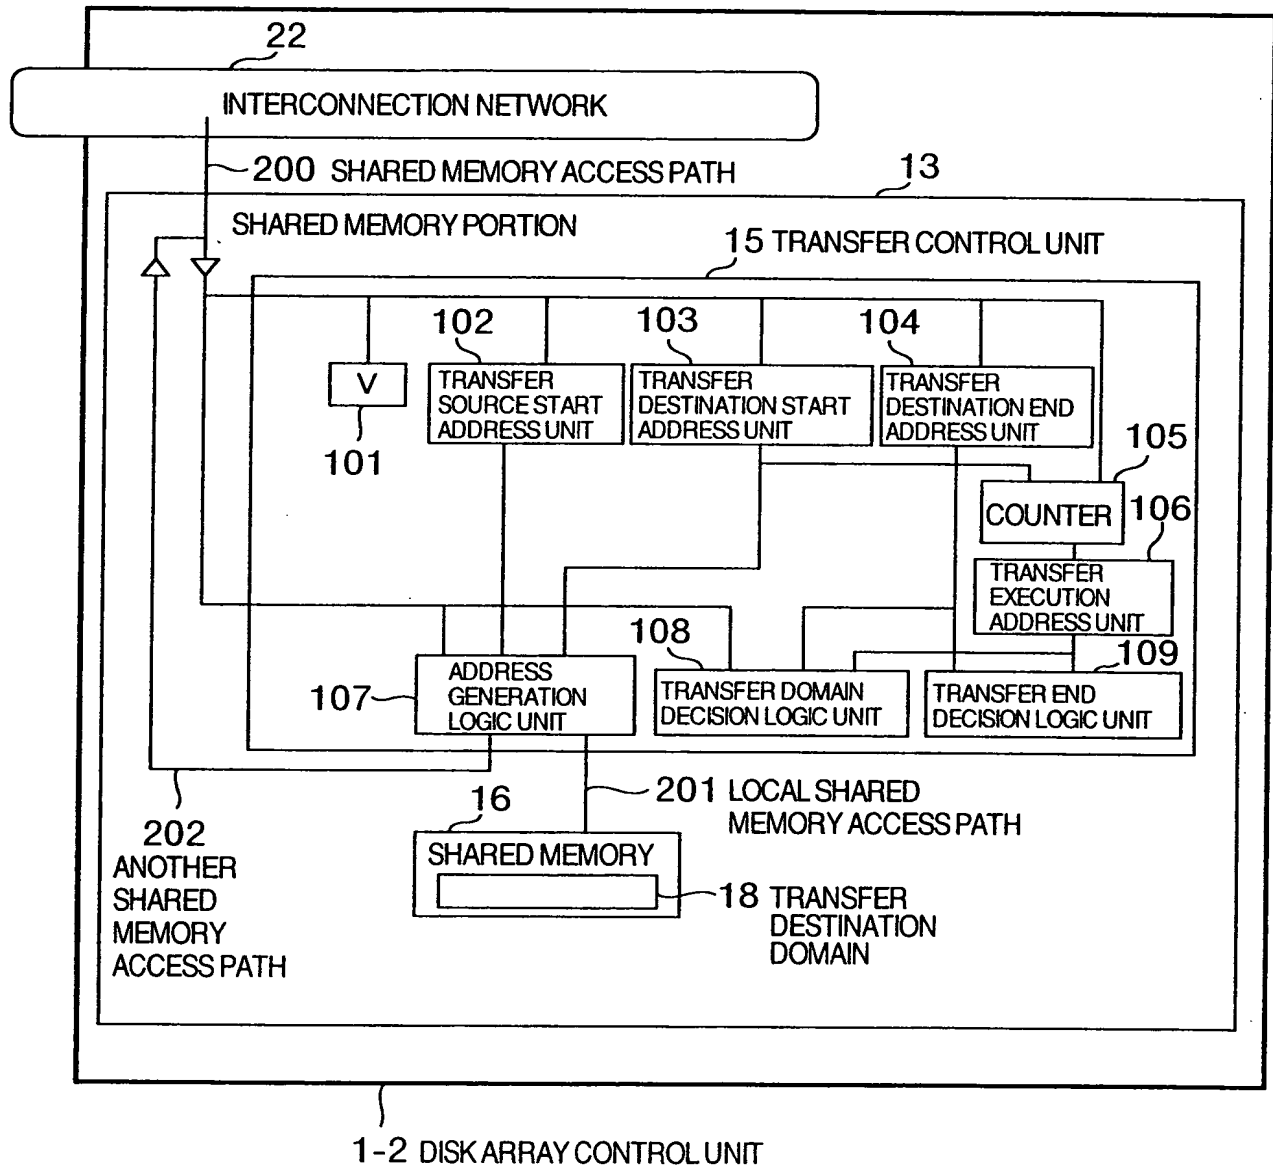 22
INTERCONNECTION NETWORK
200 SHARED MEMORY ACCESS PATH
13
SHARED MEMORY PORTION
15 TRANSFER CONTROL UNIT
102
103
104
V
101
TRANSFER
SOURCE START
ADDRESS UNIT
TRANSFER
DESTINATION START
ADDRESS UNIT
TRANSFER
DESTINATION END
ADDRESS UNIT
105
COUNTER
106
TRANSFER
EXECUTION
ADDRESS UNIT
107
ADDRESS
GENERATION
LOGIC UNIT
108
TRANSFER DOMAIN
DECISION LOGIC UNIT
109
TRANSFER END
DECISION LOGIC UNIT
202
ANOTHER
SHARED
MEMORY
ACCESS PATH
201 LOCAL SHARED
MEMORY ACCESS PATH
16
SHARED MEMORY
18 TRANSFER
DESTINATION
DOMAIN
1-2 DISK ARRAY CONTROL UNIT